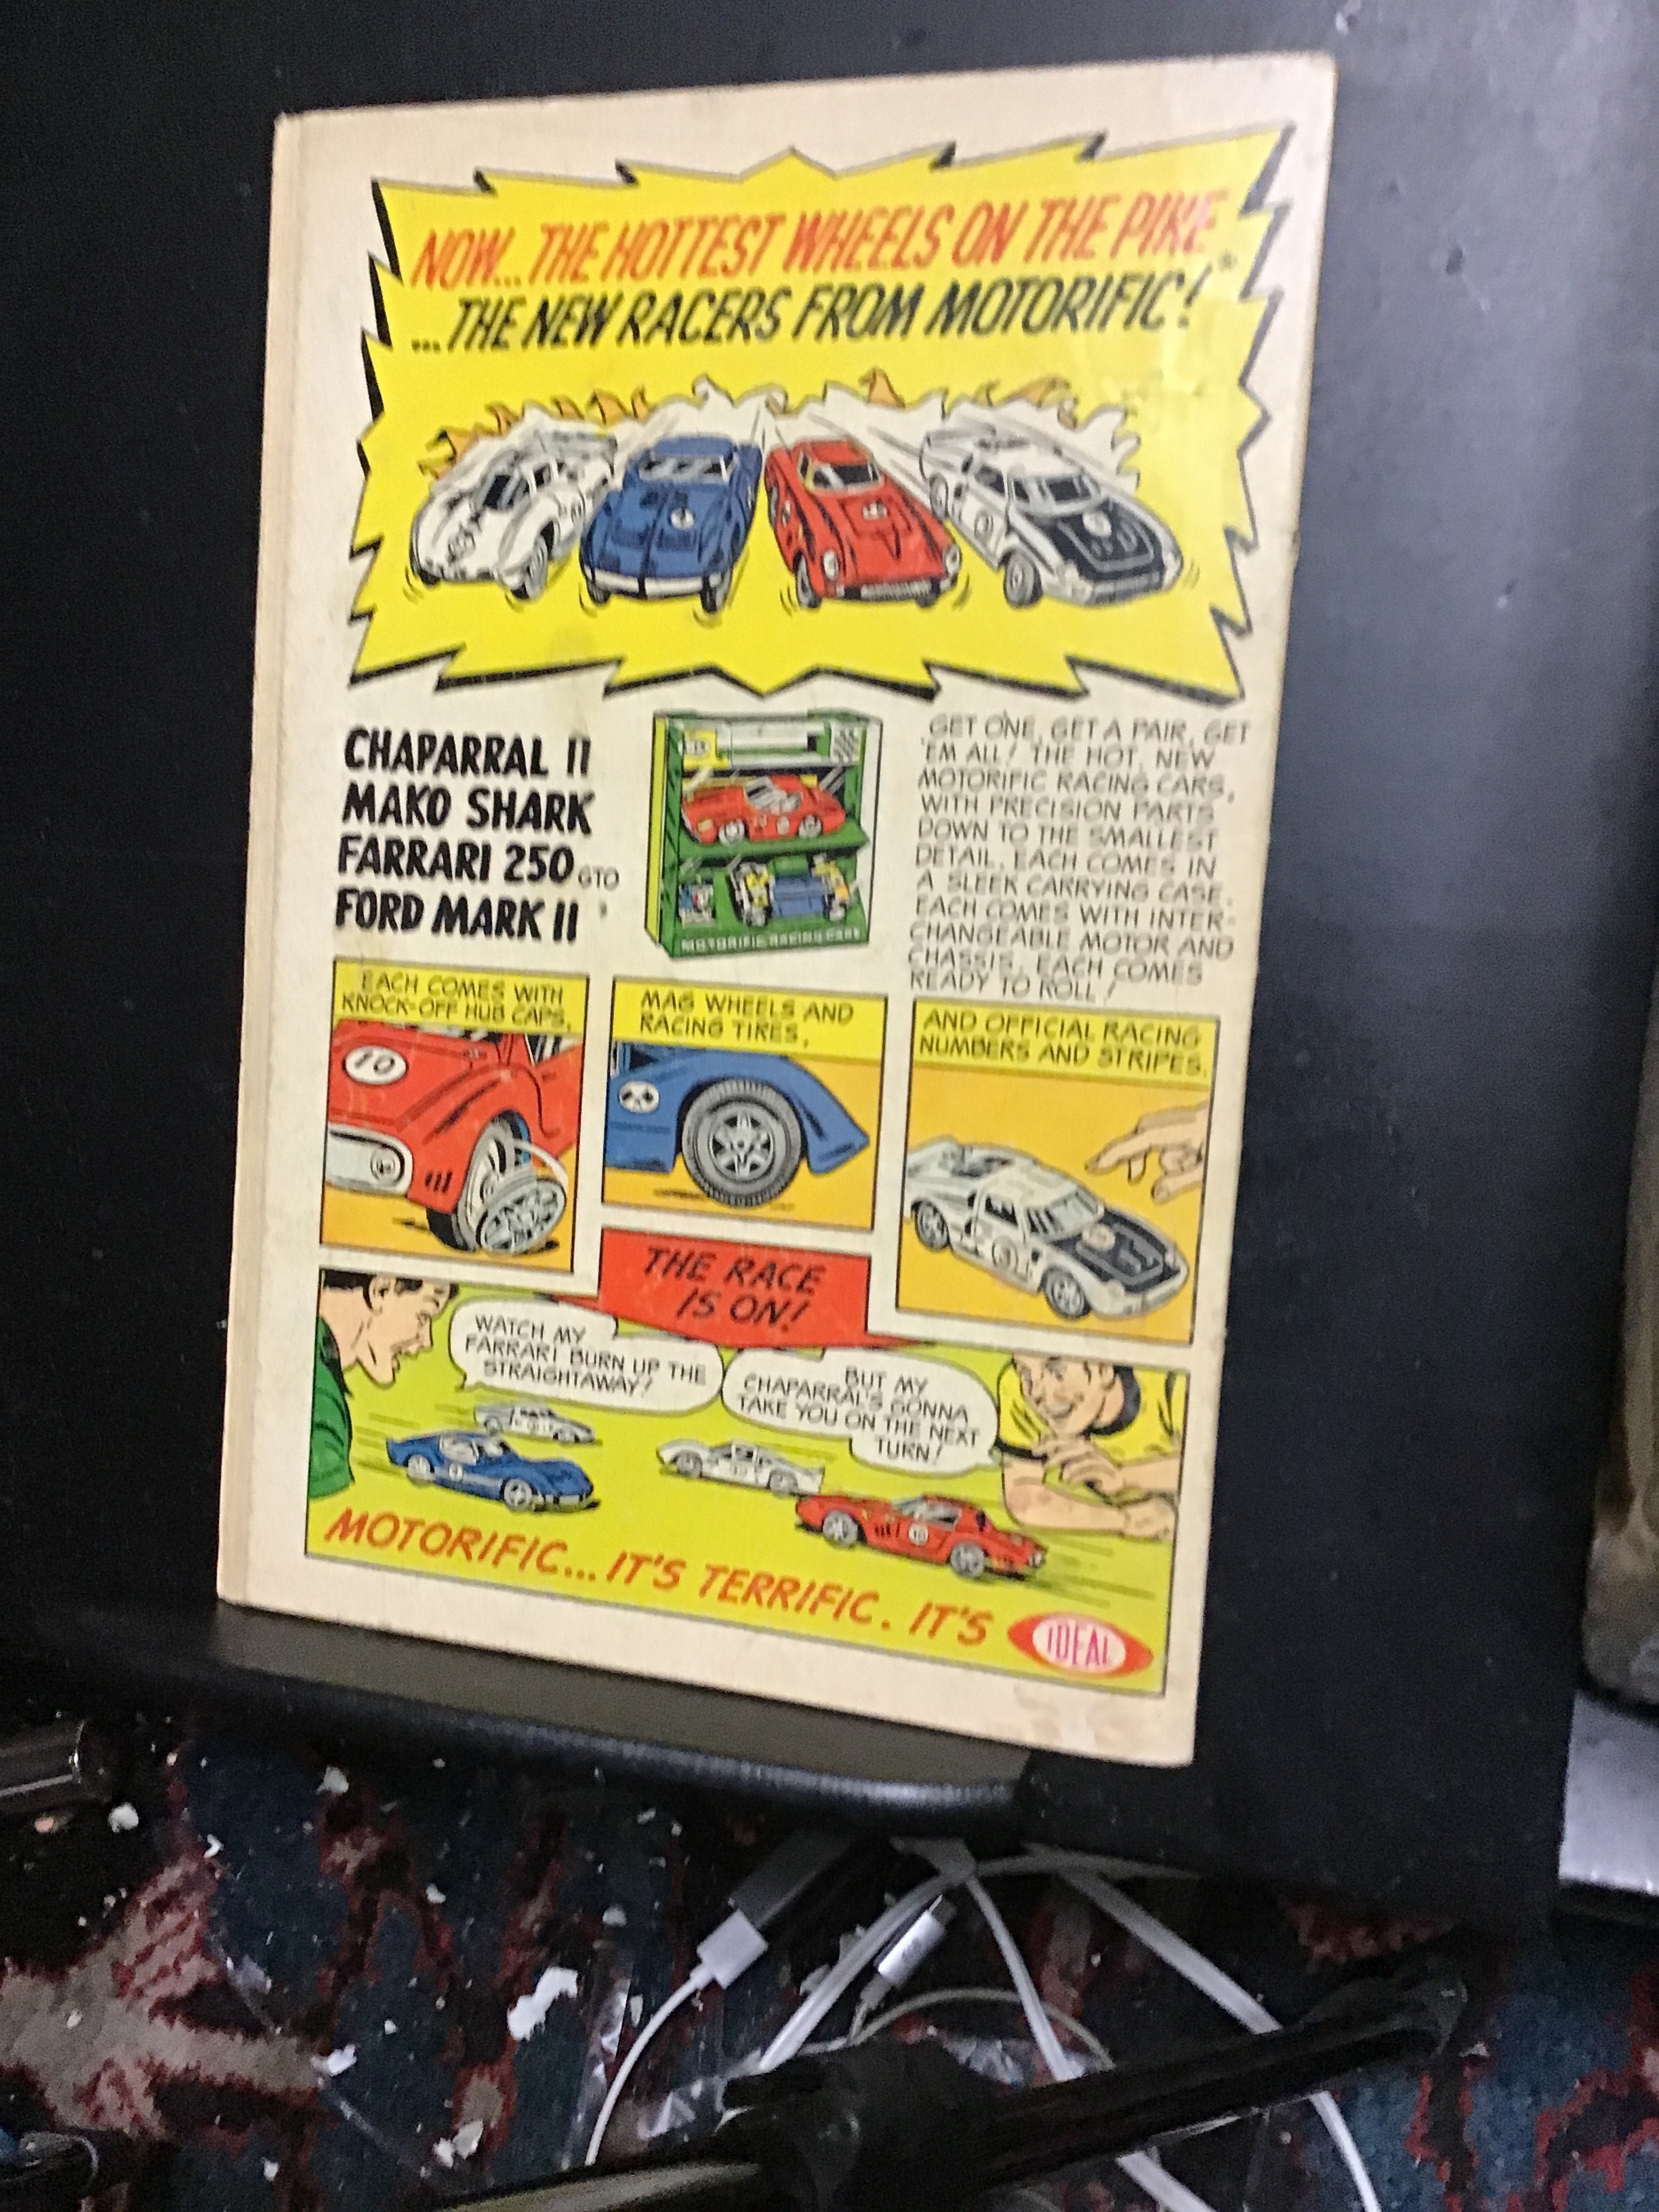 NOW... THE HOTTEST WHEELS ON THE PIKE
...THE NEW RACERS FROM MOTORIFIC!
CHAPARRAL II
MAKO SHARK
FARRARI 250 GTO
FORD MARK II
MOTORIFIC RACING CARS
GET ONE, GET A PAIR, GET
'EM ALL! THE HOT, NEW
MOTORIFIC RACING CARS,
WITH PRECISION PARTS
DOWN TO THE SMALLEST
DETAIL. EACH COMES IN
A SLEEK CARRYING CASE.
EACH COMES WITH INTER-
CHANGEABLE MOTOR AND
CHASSIS. EACH COMES
READY TO ROLL!
EACH COMES WITH
KNOCK-OFF HUB CAPS,
10
MAG WHEELS AND
RACING TIRES,
AND OFFICIAL RACING
NUMBERS AND STRIPES.
3
THE RACE
IS ON!
WATCH MY
FARRARI BURN UP THE
STRAIGHTAWAY!
BUT MY
CHAPARRAL'S GONNA
TAKE YOU ON THE NEXT
TURN!
10
MOTORIFIC... IT'S TERRIFIC. IT'S
IDEAL